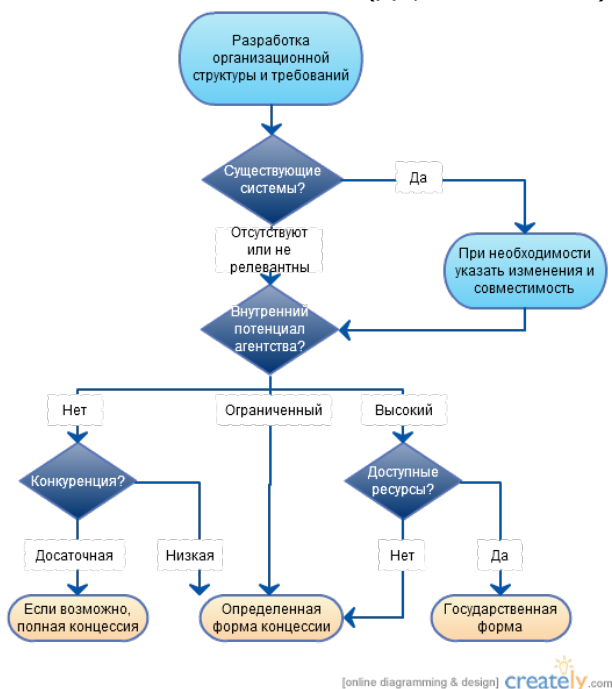 Разработка
организационной
структуры и требований
Существующие
системы?
Да
Отсутствуют
или не
релевантны
При необходимости
указать изменения и
совместимость
Внутренний
потенциал
агентства?
Нет
Ограниченный
Высокий
Конкуренция?
Доступные
ресурсы?
Досаточная
Низкая
Нет
Да
Если возможно,
полная концессия
Определенная
форма концессии
Государственная
форма
[online diagramming & design] creately.com